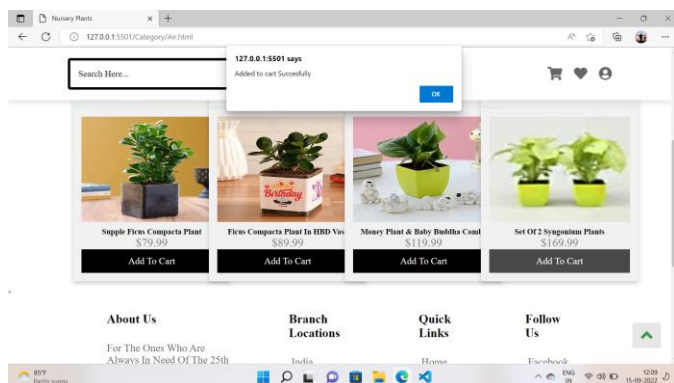 Nursery Plants
127.0.0.1:5501/Category/Air.html
127.0.0.1:5501 says
Added to cart Succesfully
OK
Search Here...
Birthday
Supple Ficus Compacta Plant
$79.99
Add To Cart
Ficus Compacta Plant In HBD Vas
$89.99
Add To Cart
Money Plant & Baby Buddha Coml
$119.99
Add To Cart
Set Of 2 Syngonium Plants
$169.99
Add To Cart
About Us
For The Ones Who Are
Always In Need Of The 25th
Branch
Locations
India
Quick
Links
Home
Follow
Us
Facebook
85°F
Partly sunny
ENG
IN
12:09
15-09-2022